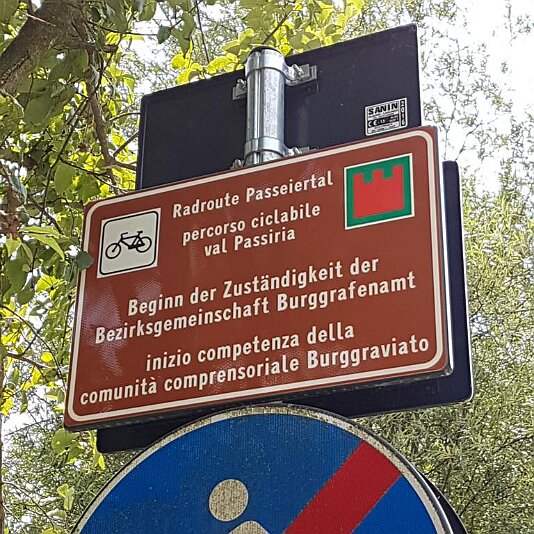 SANIN
2016
Radroute Passeiertal
percorso ciclabile
val Passiria
Beginn der Zuständigkeit der
Bezirksgemeinschaft Burggrafenamt
inizio competenza della
comunità comprensoriale Burggraviato